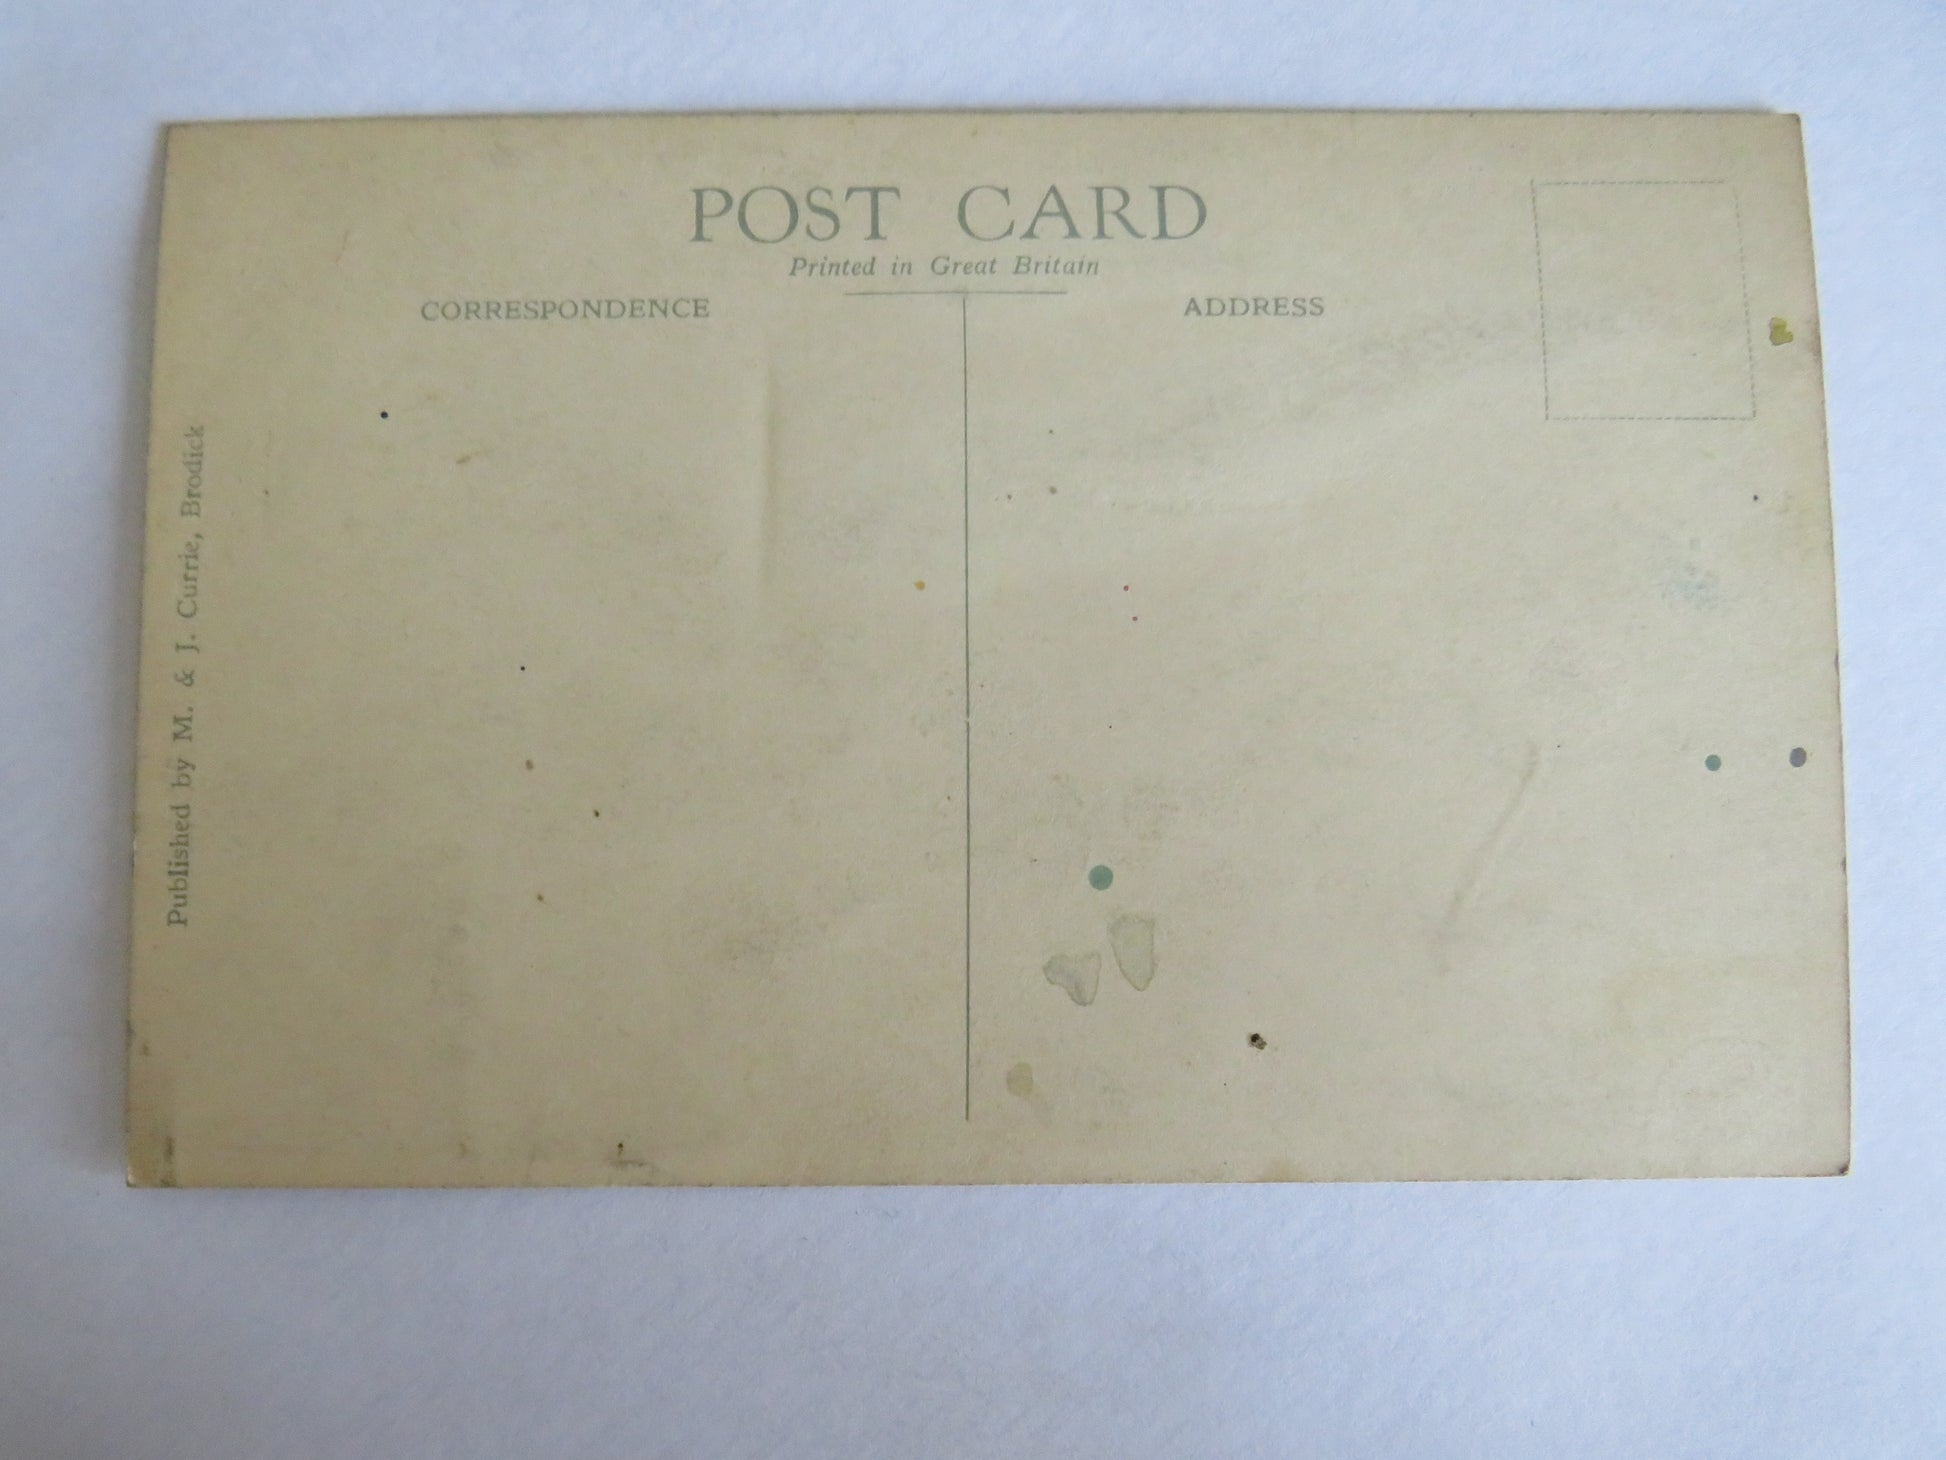 POST CARD
Printed in Great Britain
CORRESPONDENCE
ADDRESS
Published by M. & J. Currie, Brodick